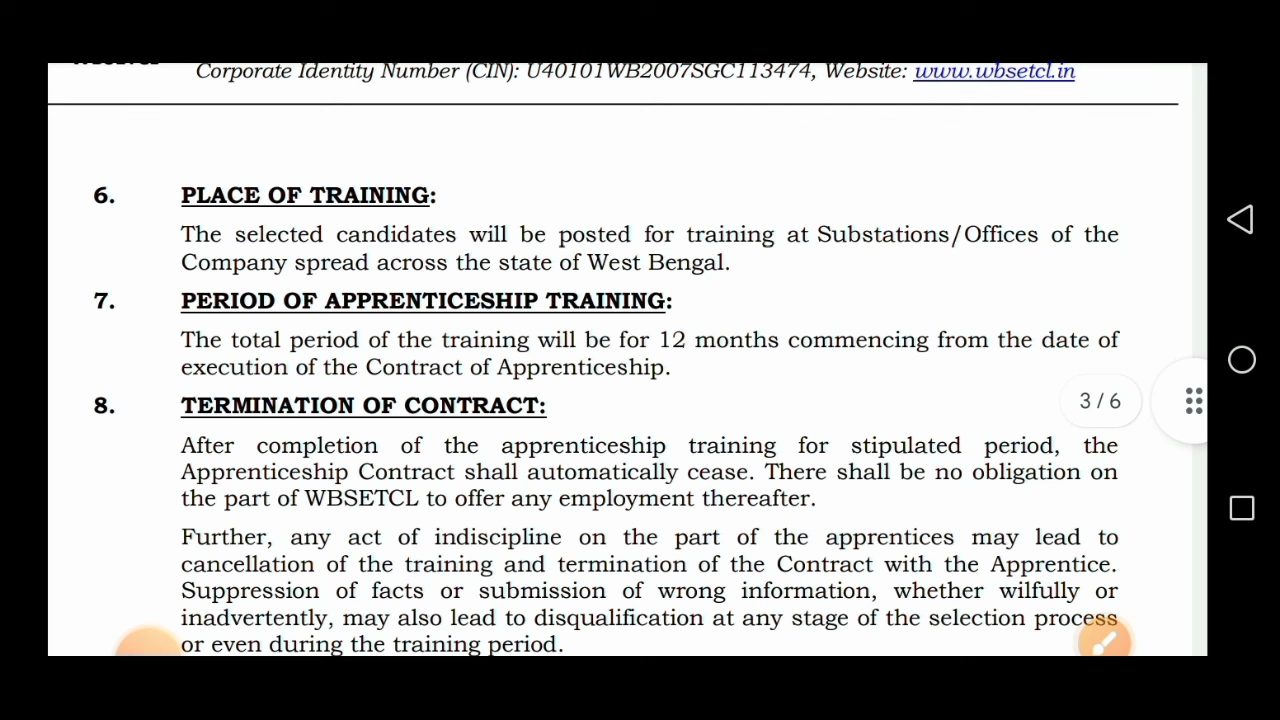 Corporate Identity Number (CIN): U40101WB2007SGC113474, Website: www.wbsetcl.in
6. PLACE OF TRAINING:
The selected candidates will be posted for training at Substations/Offices of the
Company spread across the state of West Bengal.
7. PERIOD OF APPRENTICESHIP TRAINING:
The total period of the training will be for 12 months commencing from the date of
execution of the Contract of Apprenticeship.
8. TERMINATION OF CONTRACT:
3 / 6
After completion of the apprenticeship training for stipulated period, the
Apprenticeship Contract shall automatically cease. There shall be no obligation on
the part of WBSETCL to offer any employment thereafter.
Further, any act of indiscipline on the part of the apprentices may lead to
cancellation of the training and termination of the Contract with the Apprentice.
Suppression of facts or submission of wrong information, whether wilfully or
inadvertently, may also lead to disqualification at any stage of the selection process
or even during the training period.